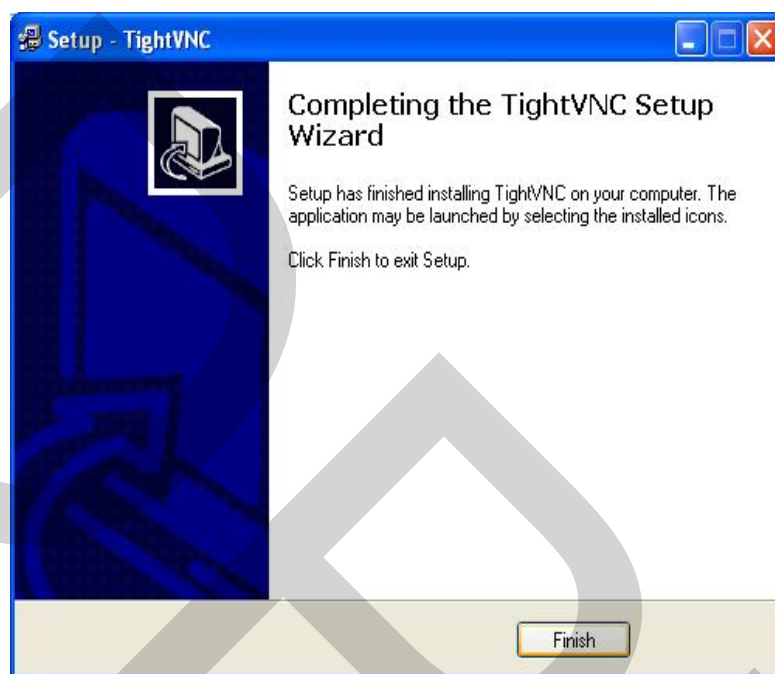 Setup - TightVNC
Completing the TightVNC Setup
Wizard
Setup has finished installing TightVNC on your computer. The
application may be launched by selecting the installed icons.
Click Finish to exit Setup.
Finish